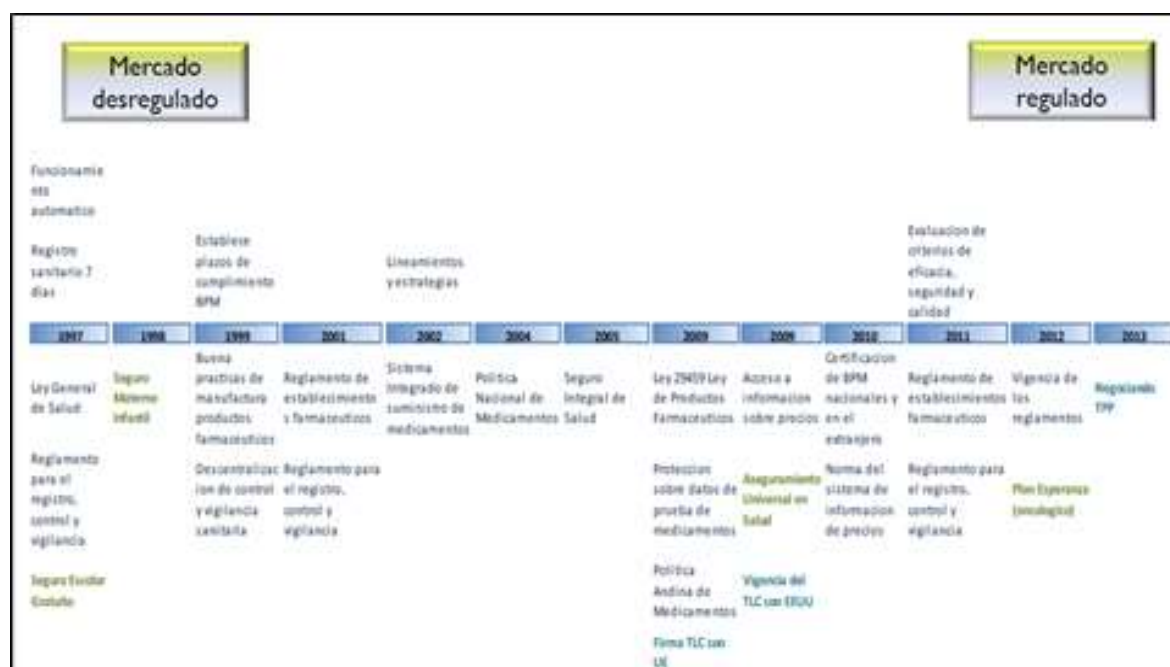 Mercado
desregulado
Mercado
regulado
Funcionamie
nto
automatico
Registro
sanitario 7
dias
Establese
plazos de
cumplimiento
BPM
Lineamientos
y estrategias
Evaluacion de
criterios de
eficacia,
seguridad y
calidad
1997
1998
1999
2001
2002
2004
2005
2009
2009
2010
2011
2012
2013
Ley General
de Salud
Seguro
Materno
Infantil
Buena
practicas de
manufactura
productos
farmaceuticos
Reglamento de
establecimiento
s farmaceuticos
Sistema
Integrado de
suminismo de
medicamentos
Politica
Nacional de
Medicamentos
Seguro
Integral de
Salud
Ley 29459 Ley
de Productos
Farmaceuticos
Acceso a
informacion
sobre precios
Certificacion
de BPM
nacionales y
en el
extranjero
Reglamento de
establecimientos
farmaceuticos
Vigencia de
los
reglamentos
Negociando
TPP
Reglamento
para el
registro,
control y
vigilancia
Descentralizac
ion de control
y vigilancia
sanitaria
Reglamento para
el registro,
control y
vigilancia
Proteccion
sobre datos de
prueba de
medicamentos
Aseguramiento
Universal en
Salud
Norma del
sistema de
informacion
de precios
Reglamento para
el registro,
control y
vigilancia
Plan Esperanza
(oncologico)
Seguro Escolar
Gratuito
Politica
Andina de
Medicamentos
Vigencia del
TLC con EEUU
Firma TLC con
UE